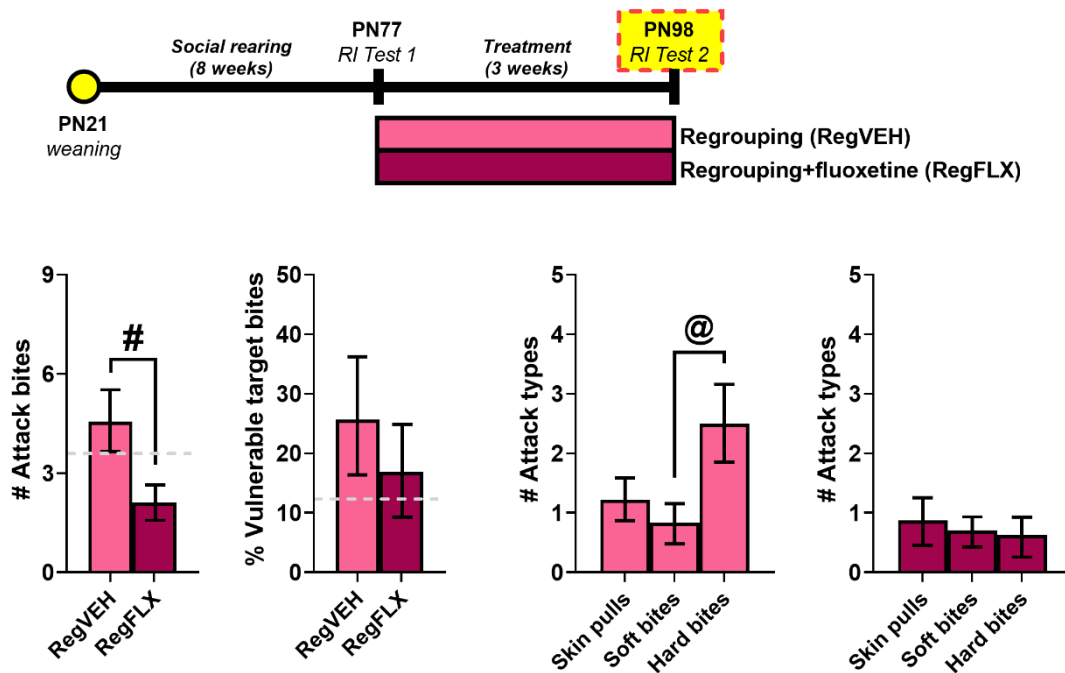 Social rearing
(8 weeks)
PN77
RI Test 1
Treatment
(3 weeks)
PN98
RI Test 2
PN21
weaning
Regrouping (RegVEH)
Regrouping+fluoxetine (RegFLX)
# Attack bites
9
6
3
0
#
RegVEH
RegFLX
% Vulnerable target bites
50
40
30
20
10
0
RegVEH
RegFLX
# Attack types
5
4
3
2
1
0
@
Skin pulls
Soft bites
Hard bites
# Attack types
5
4
3
2
1
0
Skin pulls
Soft bites
Hard bites